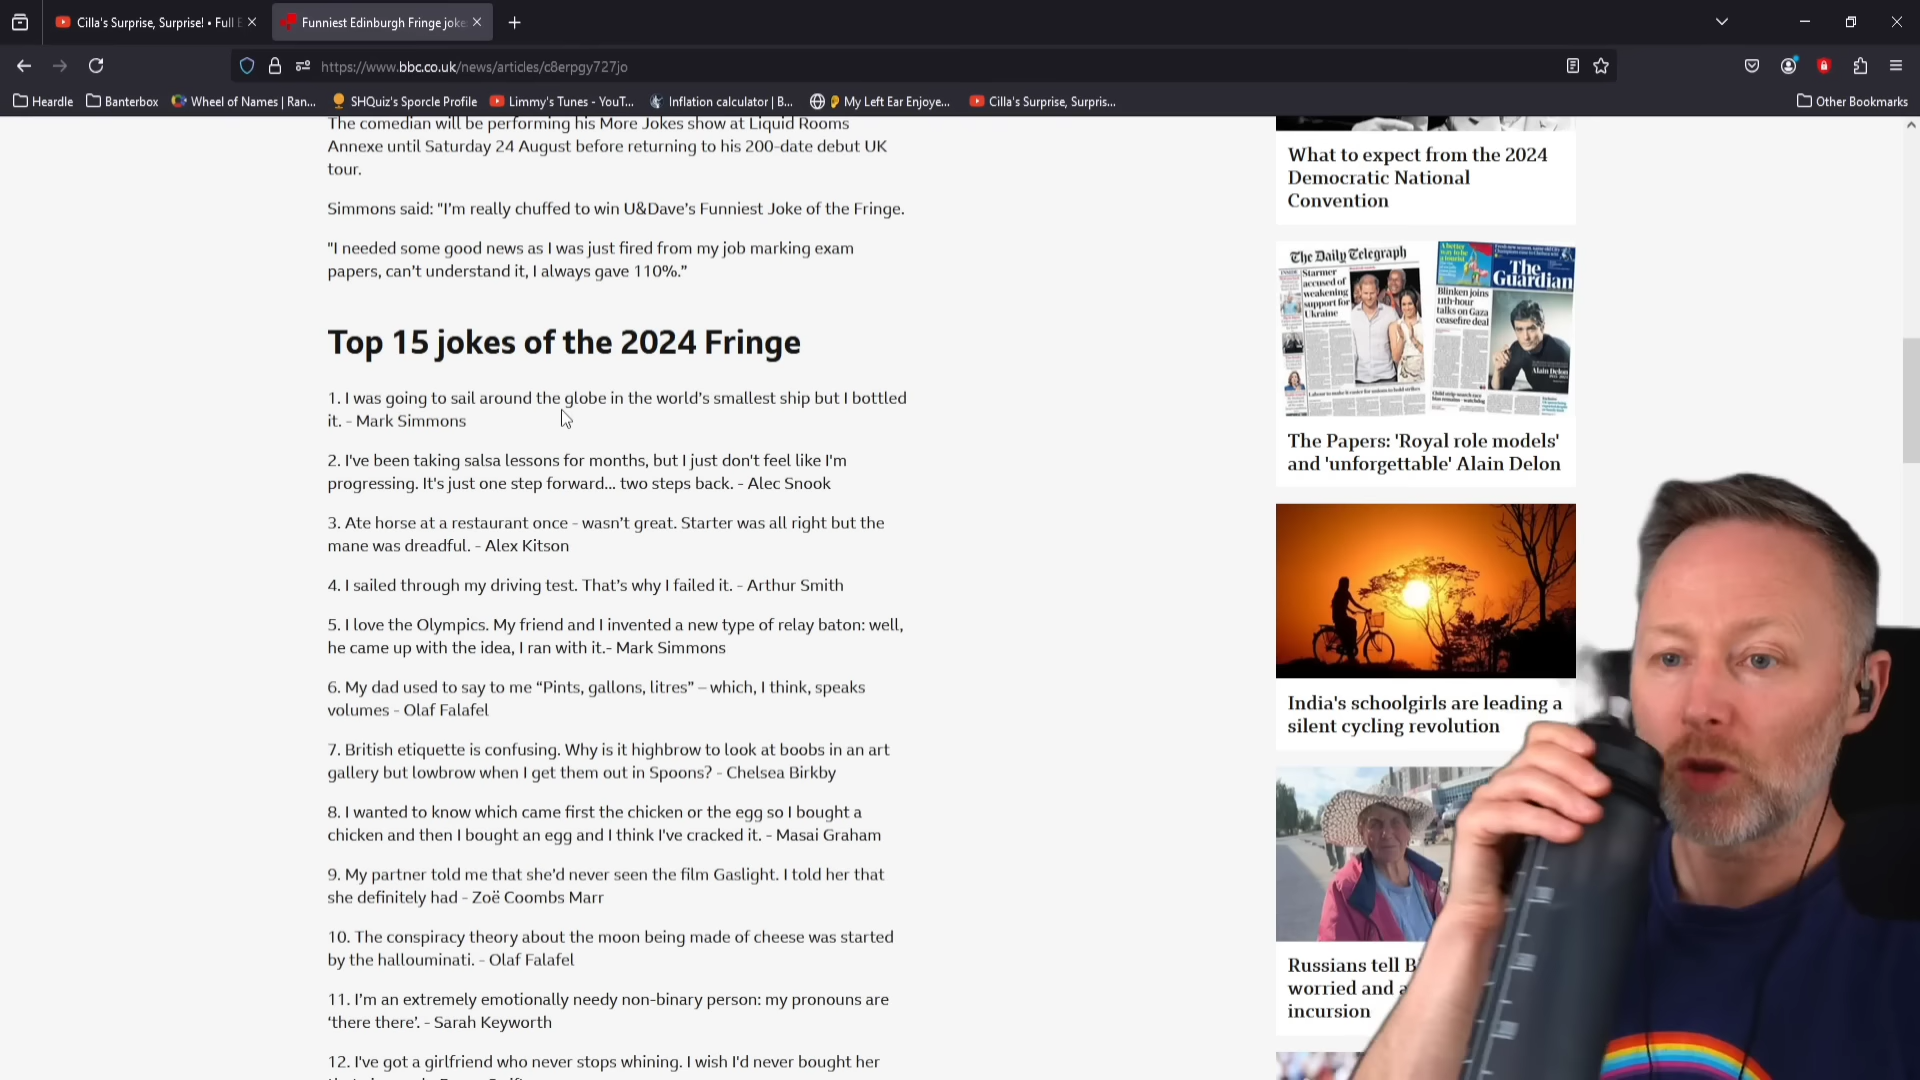 Cilla's Surprise, Surprise! • Full E
Funniest Edinburgh Fringe joke
https://www.bbc.co.uk/news/articles/c8erpgy727jo
Heardle
Banterbox
Wheel of Names | Ran...
SHQuiz's Sporcle Profile
Limmy's Tunes - YouT...
Inflation calculator | B...
My Left Ear Enjoye...
Cilla's Surprise, Surpris...
Other Bookmarks
The comedian will be performing his More Jokes show at Liquid Rooms
Annexe until Saturday 24 August before returning to his 200-date debut UK
tour.
Simmons said: "I'm really chuffed to win U&Dave's Funniest Joke of the Fringe.
"I needed some good news as I was just fired from my job marking exam
papers, can't understand it, I always gave 110%."
Top 15 jokes of the 2024 Fringe
1. I was going to sail around the globe in the world's smallest ship but I bottled
it. - Mark Simmons
2. I've been taking salsa lessons for months, but I just don't feel like I'm
progressing. It's just one step forward... two steps back. - Alec Snook
3. Ate horse at a restaurant once - wasn't great. Starter was all right but the
mane was dreadful. - Alex Kitson
4. I sailed through my driving test. That's why I failed it. - Arthur Smith
5. I love the Olympics. My friend and I invented a new type of relay baton: well,
he came up with the idea, I ran with it.- Mark Simmons
6. My dad used to say to me “Pints, gallons, litres” – which, I think, speaks
volumes - Olaf Falafel
7. British etiquette is confusing. Why is it highbrow to look at boobs in an art
gallery but lowbrow when I get them out in Spoons? - Chelsea Birkby
8. I wanted to know which came first the chicken or the egg so I bought a
chicken and then I bought an egg and I think I've cracked it. - Masai Graham
9. My partner told me that she'd never seen the film Gaslight. I told her that
she definitely had - Zoë Coombs Marr
10. The conspiracy theory about the moon being made of cheese was started
by the hallouminati. - Olaf Falafel
11. I'm an extremely emotionally needy non-binary person: my pronouns are
‘there there’. - Sarah Keyworth
12. I've got a girlfriend who never stops whining. I wish I'd never bought her
What to expect from the 2024
Democratic National
Convention
The Daily Telegraph
Starmer
accused of
weakening
support for
Ukraine
The
Guardian
Blinken joins
11th-hour
talks on Gaza
ceasefire deal
Alain Delon
The Papers: 'Royal role models'
and 'unforgettable' Alain Delon
India's schoolgirls are leading a
silent cycling revolution
Russians tell B
worried and a
incursion